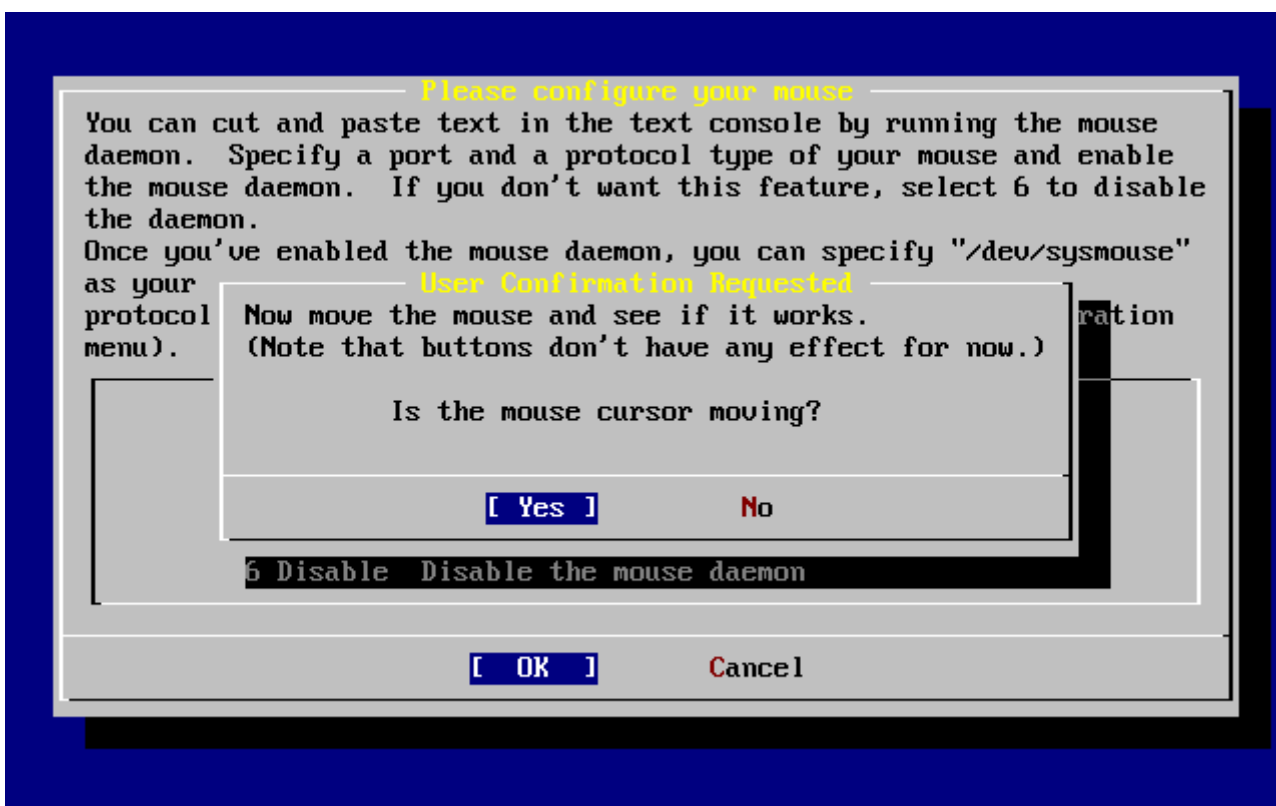 Please configure your mouse
You can cut and paste text in the text console by running the mouse
daemon.  Specify a port and a protocol type of your mouse and enable
the mouse daemon.  If you don't want this feature, select 6 to disable
the daemon.
Once you've enabled the mouse daemon, you can specify "/dev/sysmouse"
as your
User Confirmation Requested
protocol
ration
menu).
Now move the mouse and see if it works.
(Note that buttons don't have any effect for now.)
Is the mouse cursor moving?
[ Yes ]    No
6 Disable  Disable the mouse daemon
[  OK  ]    Cancel